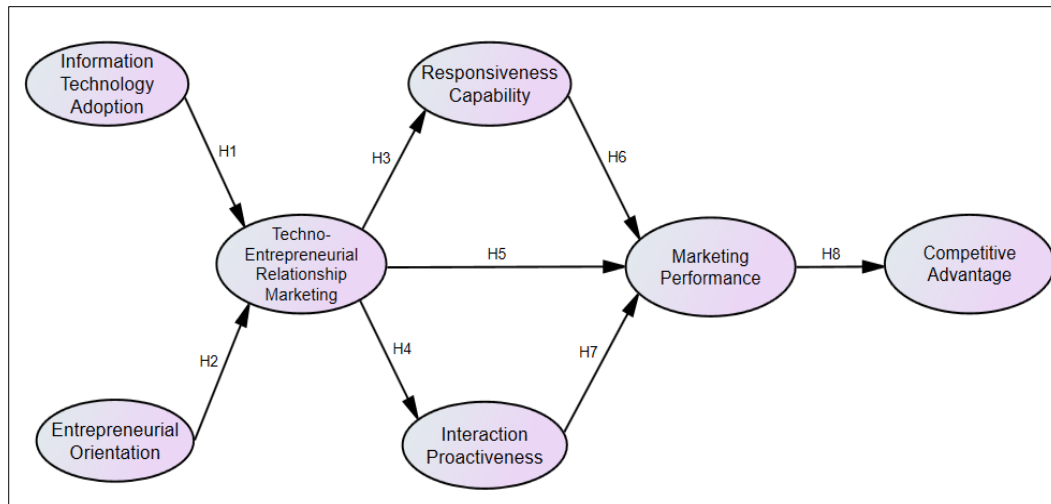 Information
Technology
Adoption
H1
Entrepreneurial
Orientation
H2
Techno-
Entrepreneurial
Relationship
Marketing
H3
Responsiveness
Capability
H4
Interaction
Proactiveness
H5
H6
H7
Marketing
Performance
H8
Competitive
Advantage